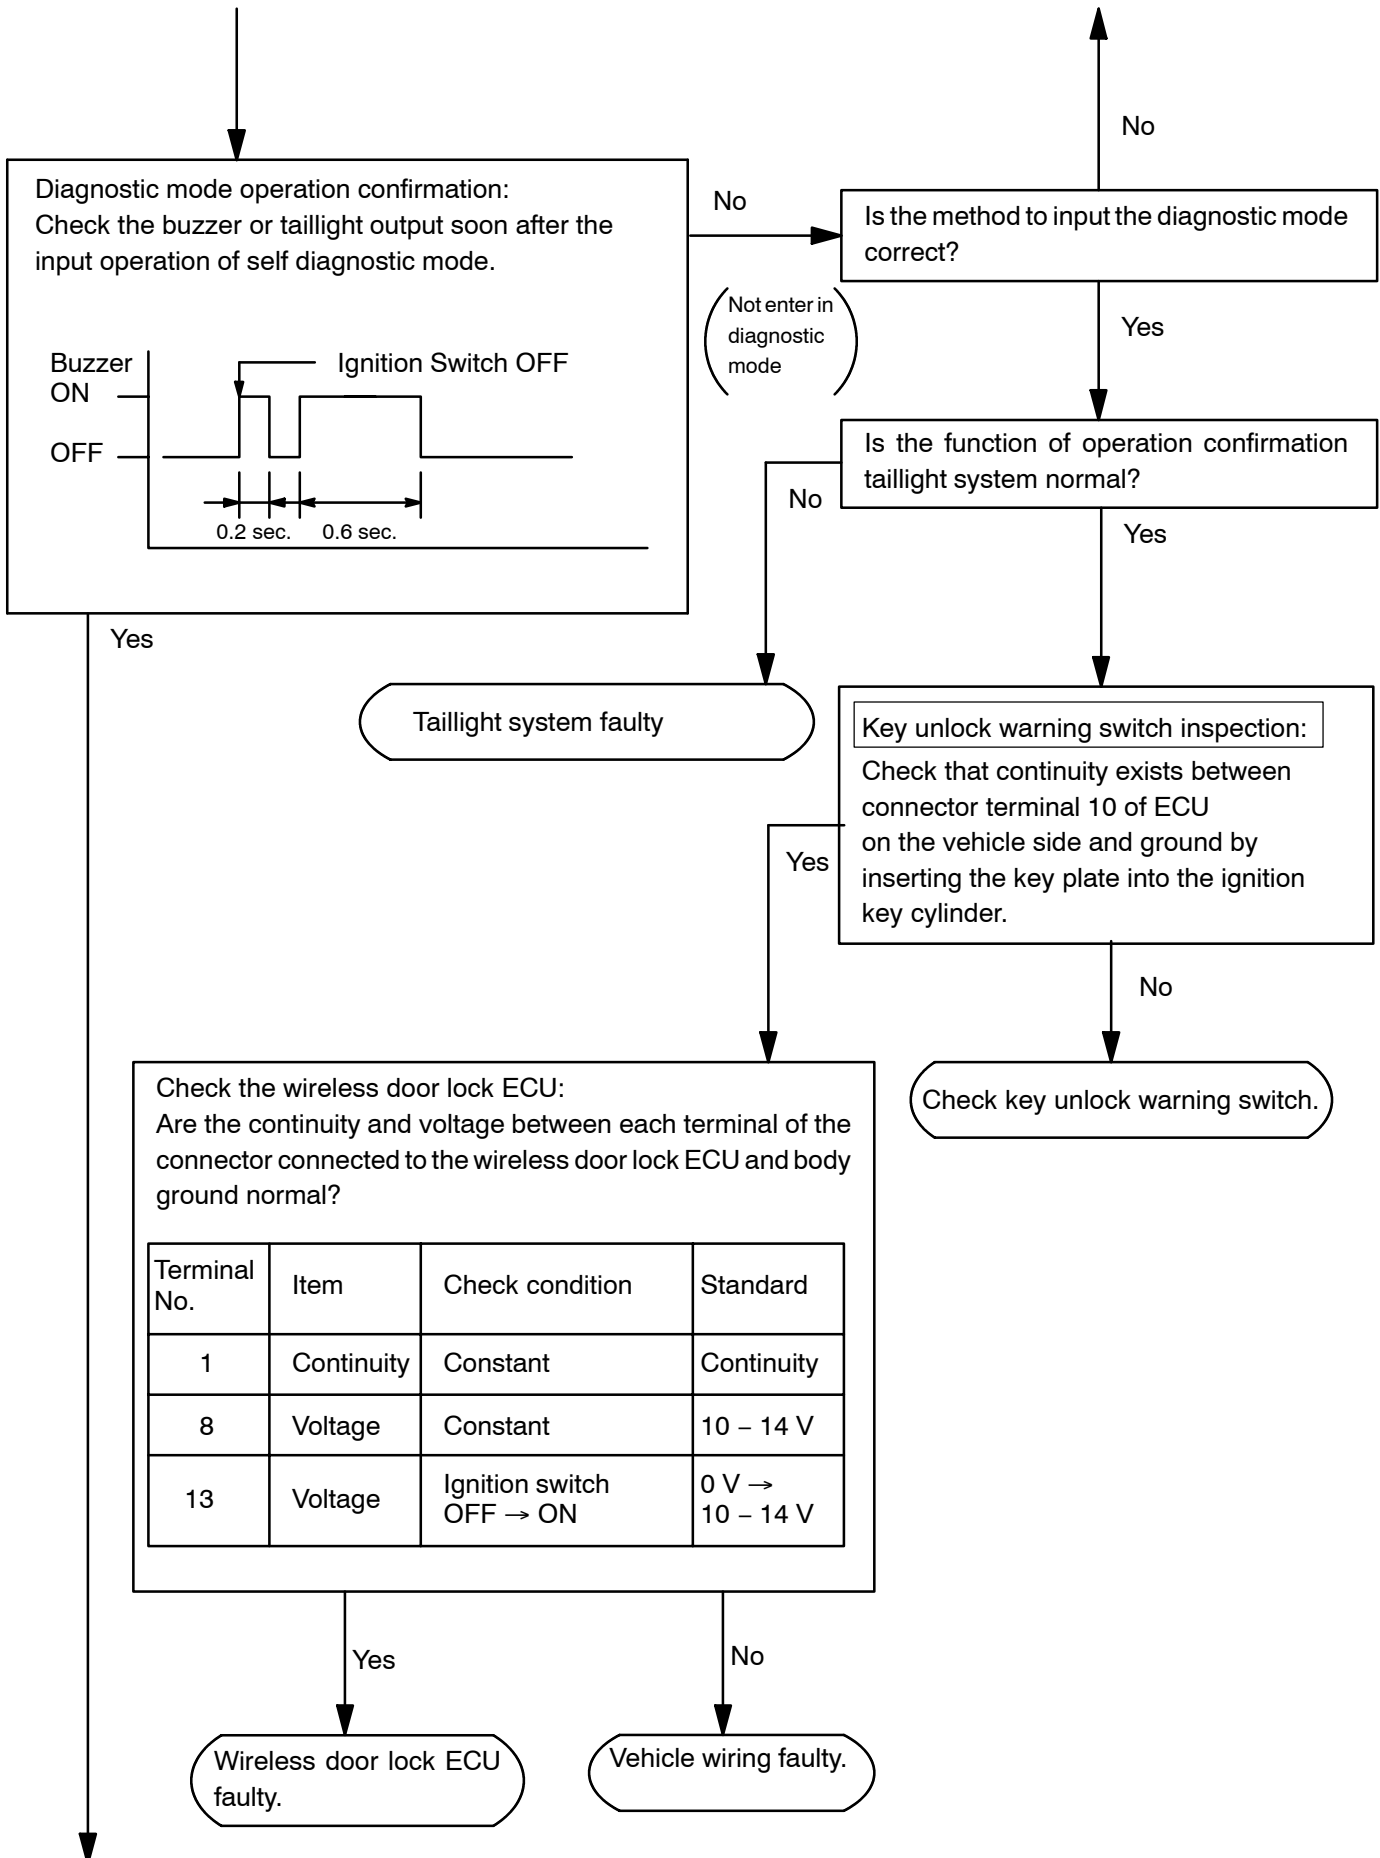 Diagnostic mode operation confirmation:
Check the buzzer or taillight output soon after the
input operation of self diagnostic mode.
Buzzer
ON
OFF
Ignition Switch OFF
0.2 sec.
0.6 sec.
No
Not enter in
diagnostic
mode
No
Is the method to input the diagnostic mode
correct?
Yes
Is the function of operation confirmation
taillight system normal?
No
Yes
Yes
Taillight system faulty
Key unlock warning switch inspection:
Check that continuity exists between
connector terminal 10 of ECU
on the vehicle side and ground by
inserting the key plate into the ignition
key cylinder.
Yes
No
Check key unlock warning switch.
Check the wireless door lock ECU:
Are the continuity and voltage between each terminal of the
connector connected to the wireless door lock ECU and body
ground normal?
Terminal
No.
Item
Check condition
Standard
1
Continuity
Constant
Continuity
8
Voltage
Constant
10 – 14 V
13
Voltage
Ignition switch
OFF → ON
0 V →
10 – 14 V
Yes
No
Wireless door lock ECU
faulty.
Vehicle wiring faulty.